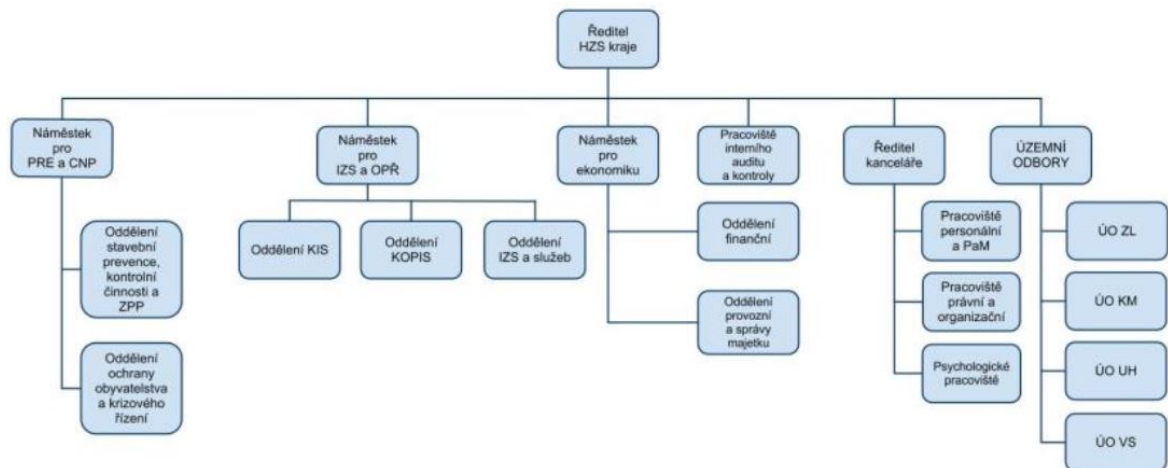 Ředitel
HZS kraje
Náměstek
pro
PRE a CNP
Náměstek
pro
IZS a OPŘ
Náměstek
pro
ekonomiku
Pracoviště
interního
auditu
a kontroly
Ředitel
kanceláře
ÚZEMNÍ
ODBORY
Oddělení
stavební
prevence,
kontrolní
činnosti a
ZPP
Oddělení
ochrany
obyvatelstva
a krizového
řízení
Oddělení KIS
Oddělení
KOPIS
Oddělení
IZS a služeb
Oddělení
finanční
Oddělení
provozní
a správy
majetku
Pracoviště
personální
a PaM
Pracoviště
právní a
organizační
Psychologické
pracoviště
ÚO ZL
ÚO KM
ÚO UH
ÚO VS